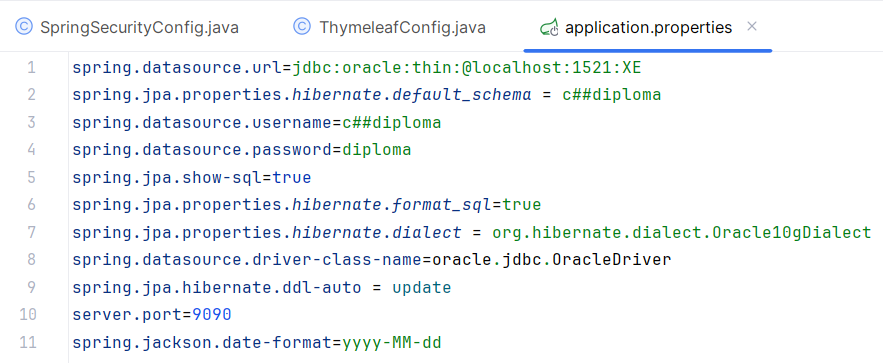 SpringSecurityConfig.java ThymeleafConfig.java application.properties
1 spring.datasource.url=jdbc:oracle:thin:@localhost:1521:XE
2 spring.jpa.properties.hibernate.default_schema = c##diploma
3 spring.datasource.username=c##diploma
4 spring.datasource.password=diploma
5 spring.jpa.show-sql=true
6 spring.jpa.properties.hibernate.format_sql=true
7 spring.jpa.properties.hibernate.dialect = org.hibernate.dialect.Oracle10gDialect
8 spring.datasource.driver-class-name=oracle.jdbc.OracleDriver
9 spring.jpa.hibernate.ddl-auto = update
10 server.port=9090
11 spring.jackson.date-format=yyyy-MM-dd